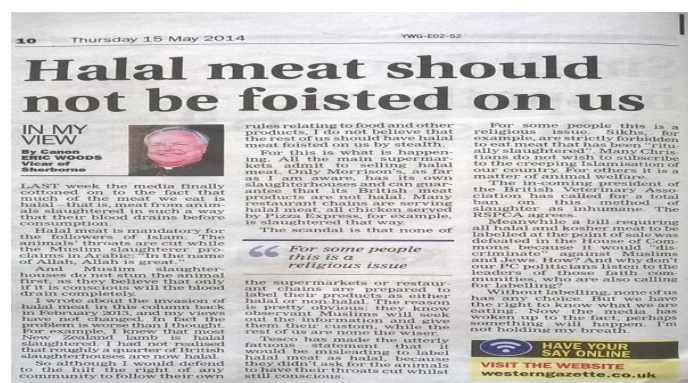 10 Thursday 15 May 2014 YWG-E02-S2
Halal meat should
not be foisted on us
IN MY
VIEW
By Canon
ERIC WOODS
Vicar of
Sherborne
LAST week the media finally
cottoned on to the fact that
much of the meat we eat is
halal – that is, meat from anim-
als slaughtered in such a way
that their blood drains before
consumption.
Halal meat is mandatory for
the followers of Islam. The
animals' throats are cut while
the Muslim slaughterer pro-
claims in Arabic: "In the name
of Allah, Allah is great."
And Muslim slaughter-
houses do not stun the animal
first, as they believe that only
if it is conscious will the blood
drain completely.
I wrote about the invasion of
halal meat in this column back
in February 2013, and my views
have not changed. In fact the
problem is worse than I thought.
For example, I knew that most
New Zealand lamb is halal
slaughtered. I had not realised
that roughly a quarter of British
slaughterhouses are now halal.
So although I would defend
to the hilt the right of any
community to follow their own
rules relating to food and other
products, I do not believe that
the rest of us should have halal
meat foisted on us by stealth.
For this is what is happen-
ing. All the main supermar-
kets admit to selling halal
meat. Only Morrison's, as far
as I am aware, has its own
slaughterhouses and can guar-
antee that its British meat
products are not halal. Many
restaurant chains are serving
halal meat: all chicken served
by Pizza Express, for example,
is slaughtered that way.
The scandal is that none of
“ For some people
this is a
religious issue
the supermarkets or restaur-
ant chains are prepared to
label their products as either
halal or non-halal. The reason
is obvious: they know
observant Muslims will seek
out the information and give
them their custom, while the
rest of us are none the wiser.
Tesco has made the utterly
fatuous statement that it
would be misleading to label
halal meat as halal, because
they didn't ask for the animals
to have their throats cut whilst
still conscious.
For some people this is a
religious issue. Sikhs, for
example, are strictly forbidden
to eat meat that has been "ritu-
ally slaughtered". Many Chris-
tians do not wish to subscribe
to the creeping Islamisation of
our country. For others it is a
matter of animal welfare.
The in-coming president of
the British Veterinary Asso-
ciation has called for a total
ban on this method of
slaughter as inhumane. The
RSPCA agrees.
Meanwhile a bill requiring
all halal and kosher meat to be
labelled at the point of sale was
defeated in the House of Com-
mons because it would "dis-
criminate" against Muslims
and Jews. How? And why don't
our PC politicians listen to the
leaders of those faith com-
munities, who are also calling
for labelling?
Without labelling, none of us
has any choice. But we have
the right to know what we are
eating. Now the media has
woken up to the fact, perhaps
something will happen. I'm
not holding my breath.
HAVE YOUR
SAY ONLINE
VISIT THE WEBSITE
westerngazette.co.uk